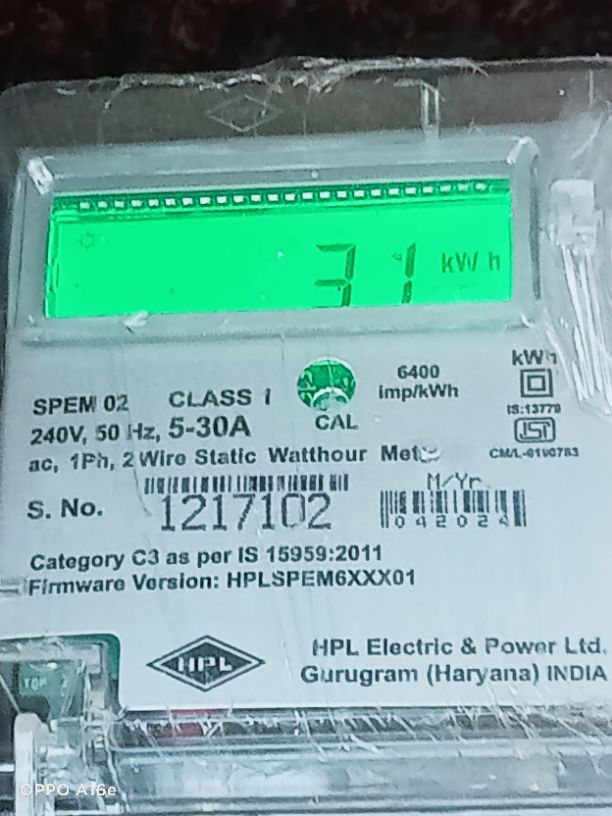 31 kWh
kWh
SPEM 02 CLASS I
6400
imp/kWh
CAL
240V, 50 Hz, 5-30A
IS:13779
ISI
ac, 1Ph, 2 Wire Static Watthour
M/Yr.
S. No. 1217102
042024
Category C3 as per IS 15959:2011
Firmware Version: HPLSPEM6XXX01
HPL
HPL Electric & Power Ltd.
Gurugram (Haryana) INDIA
TOP
OPPO A16e